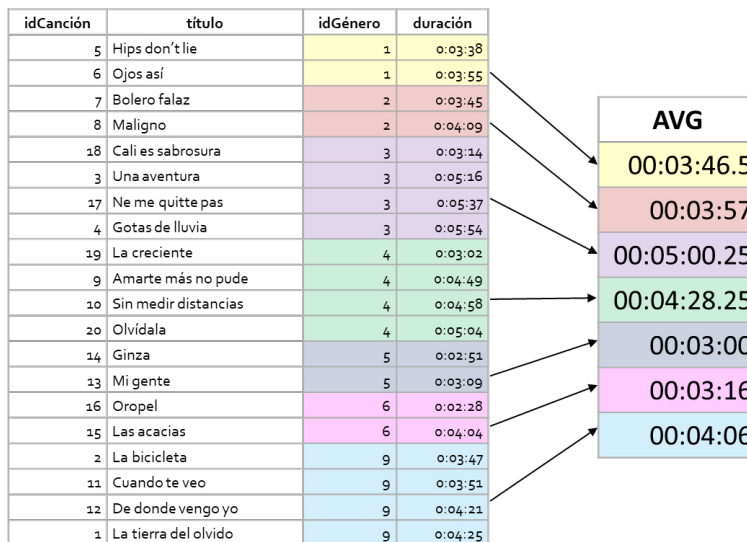 idCanción título idGénero duración
5 Hips don't lie 1 0:03:38
6 Ojos así 1 0:03:55
7 Bolero falaz 2 0:03:45
8 Maligno 2 0:04:09
18 Cali es sabrosura 3 0:03:14
3 Una aventura 3 0:05:16
17 Ne me quitte pas 3 0:05:37
4 Gotas de lluvia 3 0:05:54
19 La creciente 4 0:03:02
9 Amarte más no pude 4 0:04:49
10 Sin medir distancias 4 0:04:58
20 Olvídala 4 0:05:04
14 Ginza 5 0:02:51
13 Mi gente 5 0:03:09
16 Oropel 6 0:02:28
15 Las acacias 6 0:04:04
2 La bicicleta 9 0:03:47
11 Cuando te veo 9 0:03:51
12 De donde vengo yo 9 0:04:21
1 La tierra del olvido 9 0:04:25
AVG
00:03:46.5
00:03:57
00:05:00.25
00:04:28.25
00:03:00
00:03:16
00:04:06